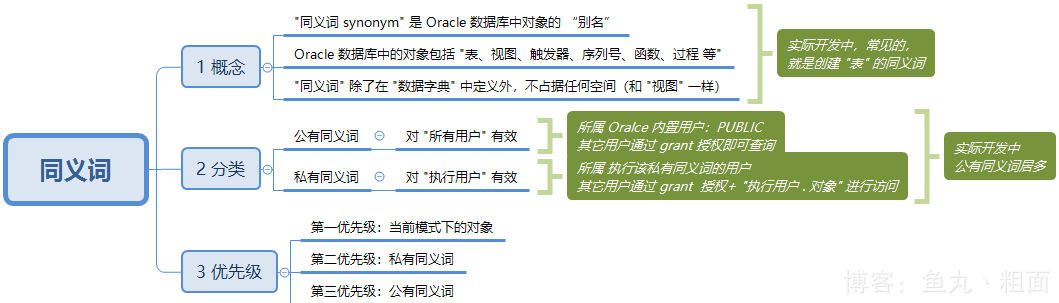 同义词
1 概念
"同义词 synonym" 是 Oracle 数据库中对象的 “别名”
Oracle 数据库中的对象包括 "表、视图、触发器、序列号、函数、过程 等"
"同义词" 除了在 "数据字典" 中定义外，不占据任何空间（和 "视图" 一样）
实际开发中，常见的，
就是创建 "表" 的同义词
2 分类
公有同义词
对 "所有用户" 有效
所属 Oralce 内置用户：PUBLIC
其它用户通过 grant 授权即可查询
私有同义词
对 "执行用户" 有效
所属 执行该私有同义词的用户
其它用户通过 grant 授权 + "执行用户 . 对象" 进行访问
实际开发中
公有同义词居多
3 优先级
第一优先级：当前模式下的对象
第二优先级：私有同义词
第三优先级：公有同义词
博客：鱼丸丶粗面